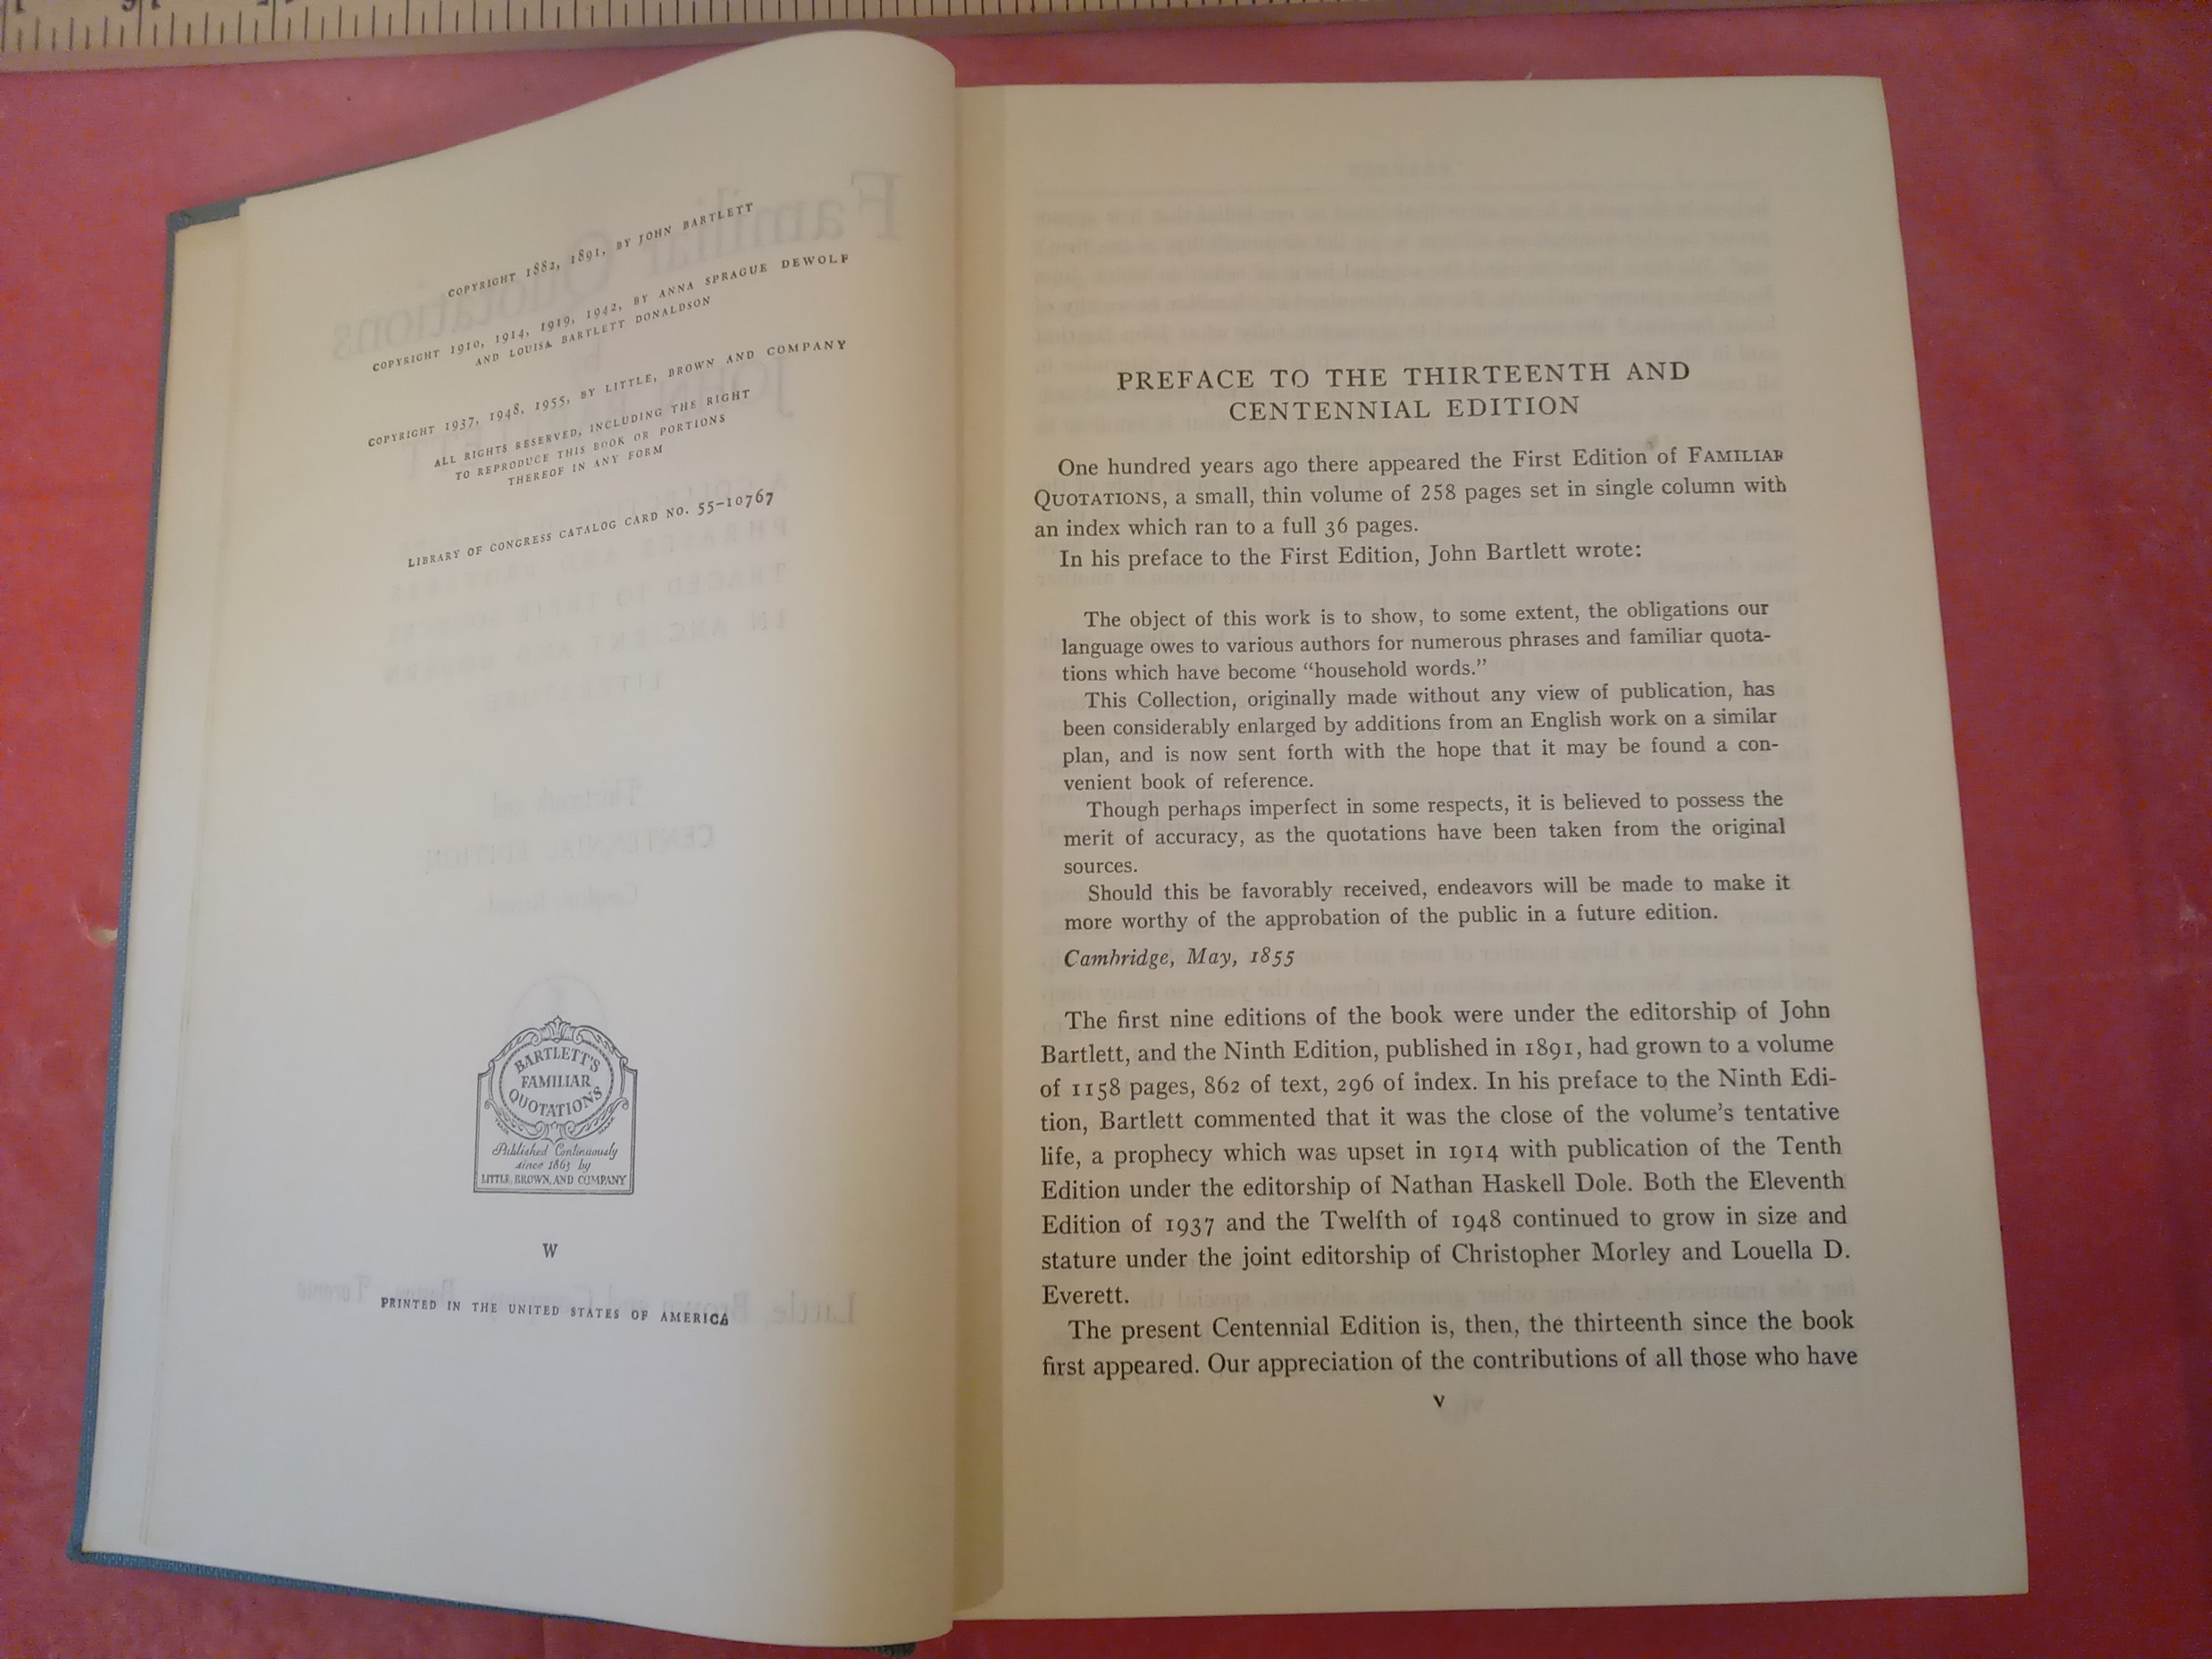 COPYRIGHT 1882, 1891, BY JOHN BARTLETT
COPYRIGHT 1910, 1914, 1919, 1942, BY ANNA SPRAGUE DEWOLF
AND LOUISA BARTLETT DONALDSON
COPYRIGHT 1937, 1948, 1955, BY LITTLE, BROWN AND COMPANY
ALL RIGHTS RESERVED, INCLUDING THE RIGHT
TO REPRODUCE THIS BOOK OR PORTIONS
THEREOF IN ANY FORM
LIBRARY OF CONGRESS CATALOG CARD NO. 55–10767
BARTLETT'S
FAMILIAR
QUOTATIONS
Published Continuously
since 1863 by
LITTLE, BROWN, AND COMPANY
W
PRINTED IN THE UNITED STATES OF AMERICA
PREFACE TO THE THIRTEENTH AND
CENTENNIAL EDITION
One hundred years ago there appeared the First Edition of FAMILIAR
QUOTATIONS, a small, thin volume of 258 pages set in single column with
an index which ran to a full 36 pages.
In his preface to the First Edition, John Bartlett wrote:
The object of this work is to show, to some extent, the obligations our
language owes to various authors for numerous phrases and familiar quota-
tions which have become “household words.”
This Collection, originally made without any view of publication, has
been considerably enlarged by additions from an English work on a similar
plan, and is now sent forth with the hope that it may be found a con-
venient book of reference.
Though perhaps imperfect in some respects, it is believed to possess the
merit of accuracy, as the quotations have been taken from the original
sources.
Should this be favorably received, endeavors will be made to make it
more worthy of the approbation of the public in a future edition.
Cambridge, May, 1855
The first nine editions of the book were under the editorship of John
Bartlett, and the Ninth Edition, published in 1891, had grown to a volume
of 1158 pages, 862 of text, 296 of index. In his preface to the Ninth Edi-
tion, Bartlett commented that it was the close of the volume’s tentative
life, a prophecy which was upset in 1914 with publication of the Tenth
Edition under the editorship of Nathan Haskell Dole. Both the Eleventh
Edition of 1937 and the Twelfth of 1948 continued to grow in size and
stature under the joint editorship of Christopher Morley and Louella D.
Everett.
The present Centennial Edition is, then, the thirteenth since the book
first appeared. Our appreciation of the contributions of all those who have
v